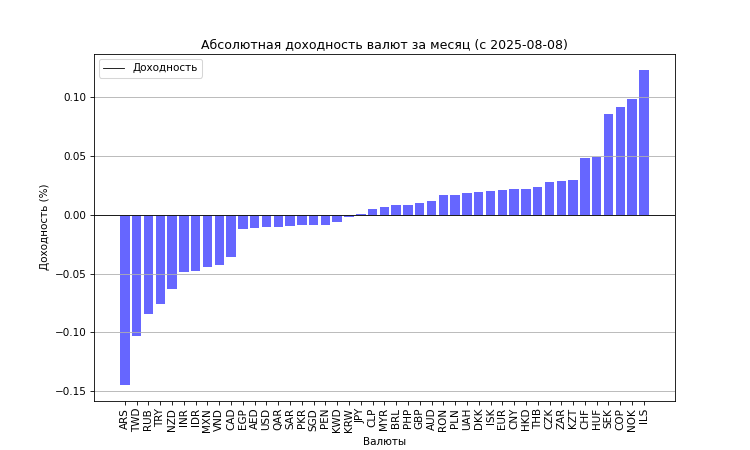 Абсолютная доходность валют за месяц (с 2025-08-08)
Доходность
0.10
0.05
0.00
−0.05
−0.10
−0.15
Доходность (%)
ARS TWD RUB TRY NZD INR IDR MXN VND CAD EGP AED USD QAR SAR PKR SGD PEN KWD KRW JPY CLP MYR BRL PHP GBP AUD RON PLN UAH DKK ISK EUR CNY HKD THB CZK ZAR KZT CHF HUF SEK COP NOK ILS
Валюты